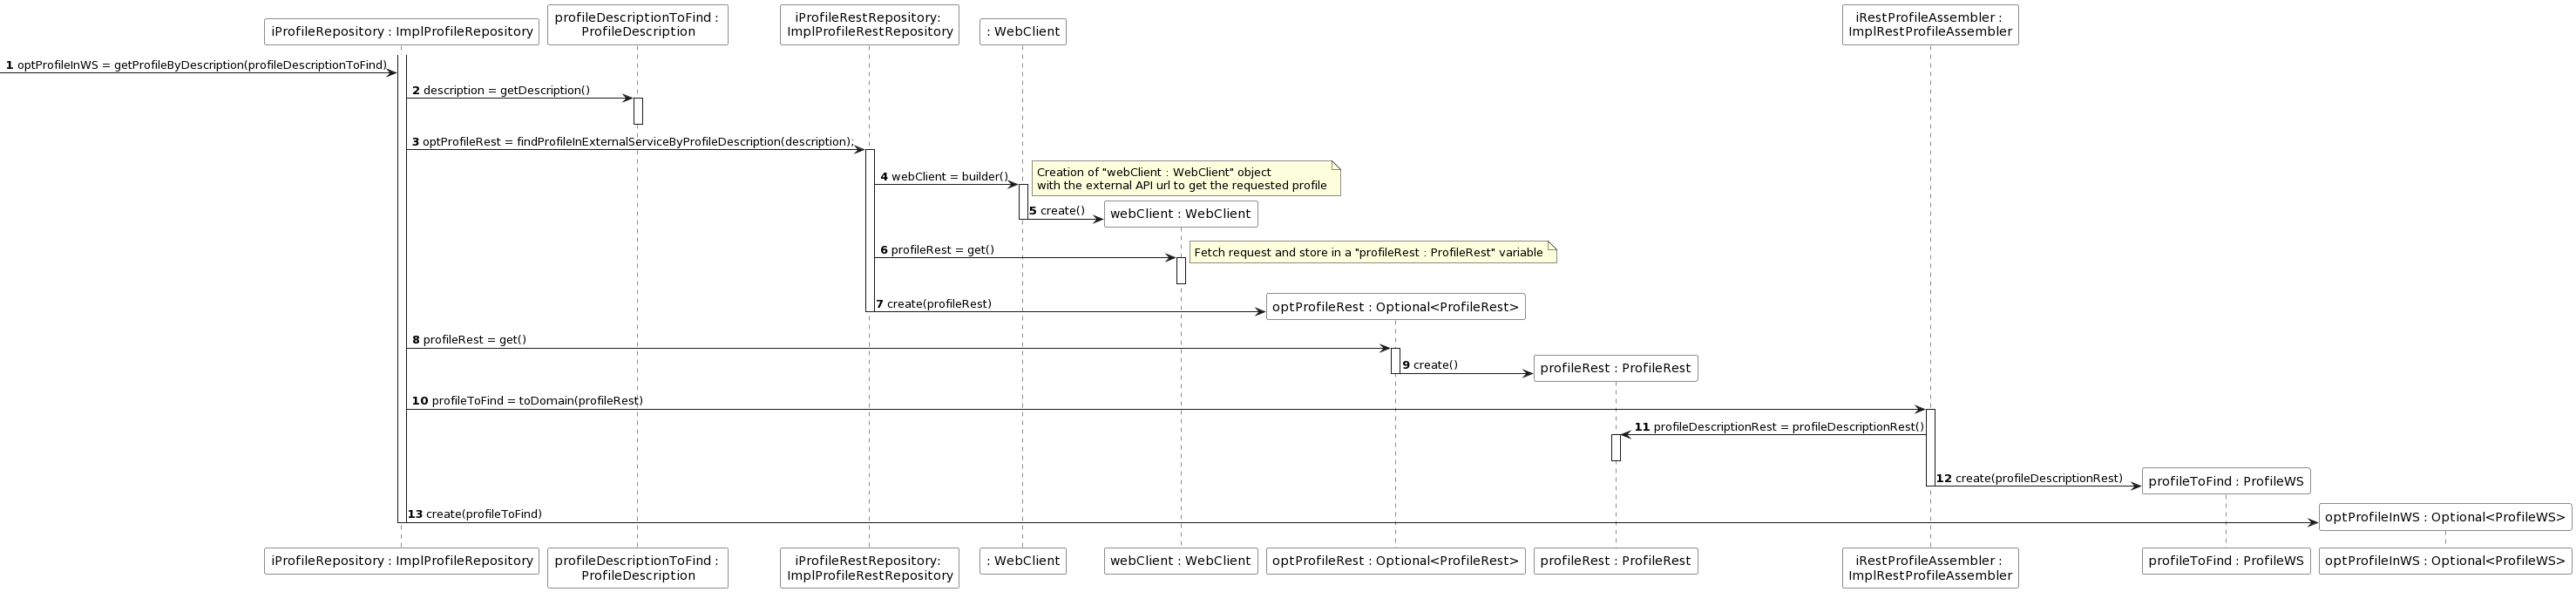 profileDescriptionToFind :
ProfileDescription
iProfileRestRepository:
ImplProfileRestRepository
iRestProfileAssembler :
ImplRestProfileAssembler
iProfileRepository : ImplProfileRepository
: WebClient
1 optProfileInWS = getProfileByDescription(profileDescriptionToFind)
2 description = getDescription()
3 optProfileRest = findProfileInExternalServiceByProfileDescription(description);
4 webClient = builder()
Creation of "webClient : WebClient" object
with the external API url to get the requested profile
5 create()
webClient : WebClient
6 profileRest = get()
Fetch request and store in a "profileRest : ProfileRest" variable
7 create(profileRest)
optProfileRest : Optional<ProfileRest>
8 profileRest = get()
9 create()
profileRest : ProfileRest
10 profileToFind = toDomain(profileRest)
11 profileDescriptionRest = profileDescriptionRest()
12 create(profileDescriptionRest)
profileToFind : ProfileWS
13 create(profileToFind)
optProfileInWS : Optional<ProfileWS>
iProfileRepository : ImplProfileRepository
profileDescriptionToFind :
ProfileDescription
iProfileRestRepository:
ImplProfileRestRepository
: WebClient
webClient : WebClient
optProfileRest : Optional<ProfileRest>
profileRest : ProfileRest
iRestProfileAssembler :
ImplRestProfileAssembler
profileToFind : ProfileWS
optProfileInWS : Optional<ProfileWS>